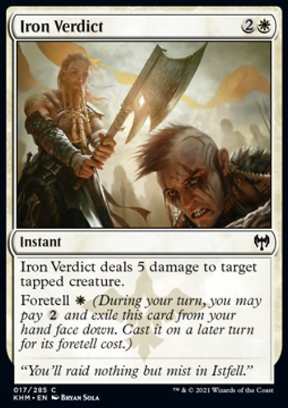 Iron Verdict 2
Instant
Iron Verdict deals 5 damage to target
tapped creature.
Foretell (During your turn, you may
pay 2 and exile this card from your
hand face down. Cast it on a later turn
for its foretell cost.)
"You'll raid nothing but mist in Istfell."
017/285 C
KHM • EN BRYAN SOLA
™ & © 2021 Wizards of the Coast